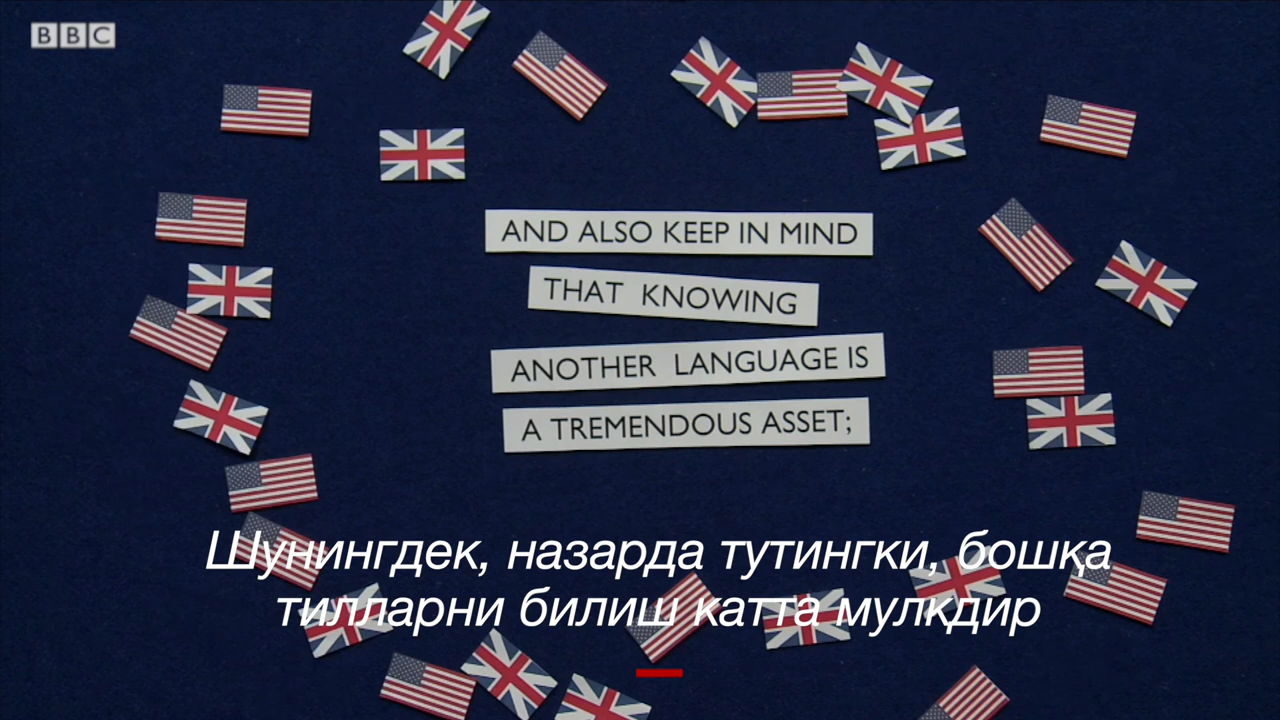 BBC
AND ALSO KEEP IN MIND
THAT KNOWING
ANOTHER LANGUAGE IS
A TREMENDOUS ASSET;
Шунингдек, назарда тутингки, бошқа
тилларни билиш катта мулкдир